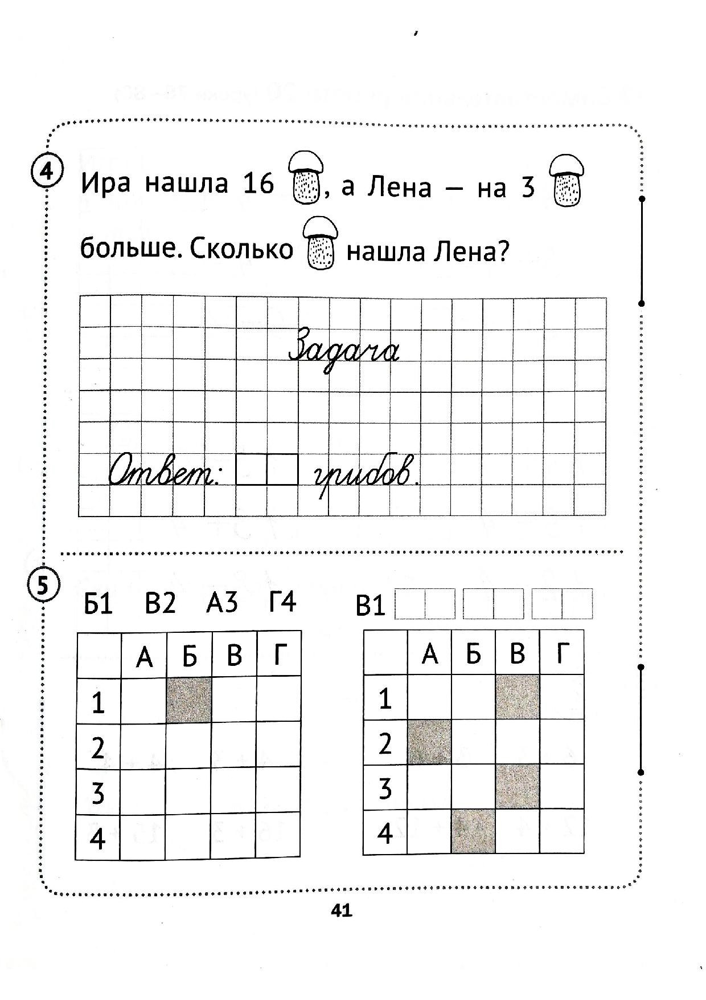 4
Ира нашла 16 , а Лена – на 3
больше. Сколько нашла Лена?
Задача
Ответ: грибов.
5
Б1 В2 А3 Г4
А Б В Г
1
2
3
4
В1
А Б В Г
1
2
3
4
41